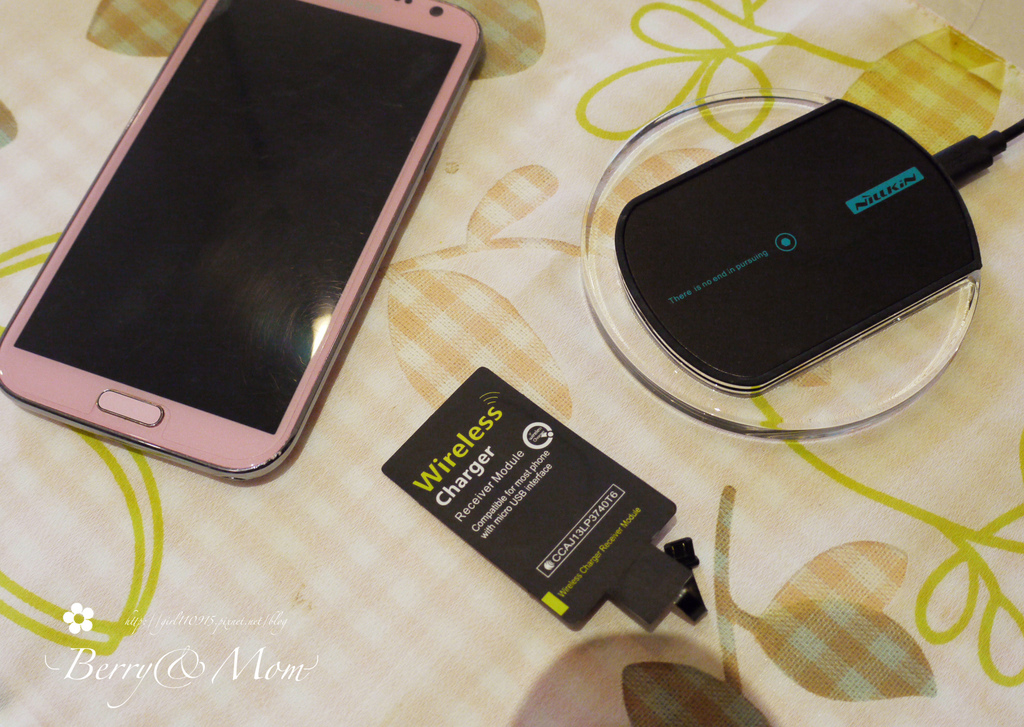 NiLLKiN
There is no end in pursuing
Wireless
Charger
Receiver Module
Compatible for most phone
with micro USB interface
CCAJ13LP3740T6
Wireless Charger Receiver Module
http://girl110915.pixnet.net/blog
Berry@Mom